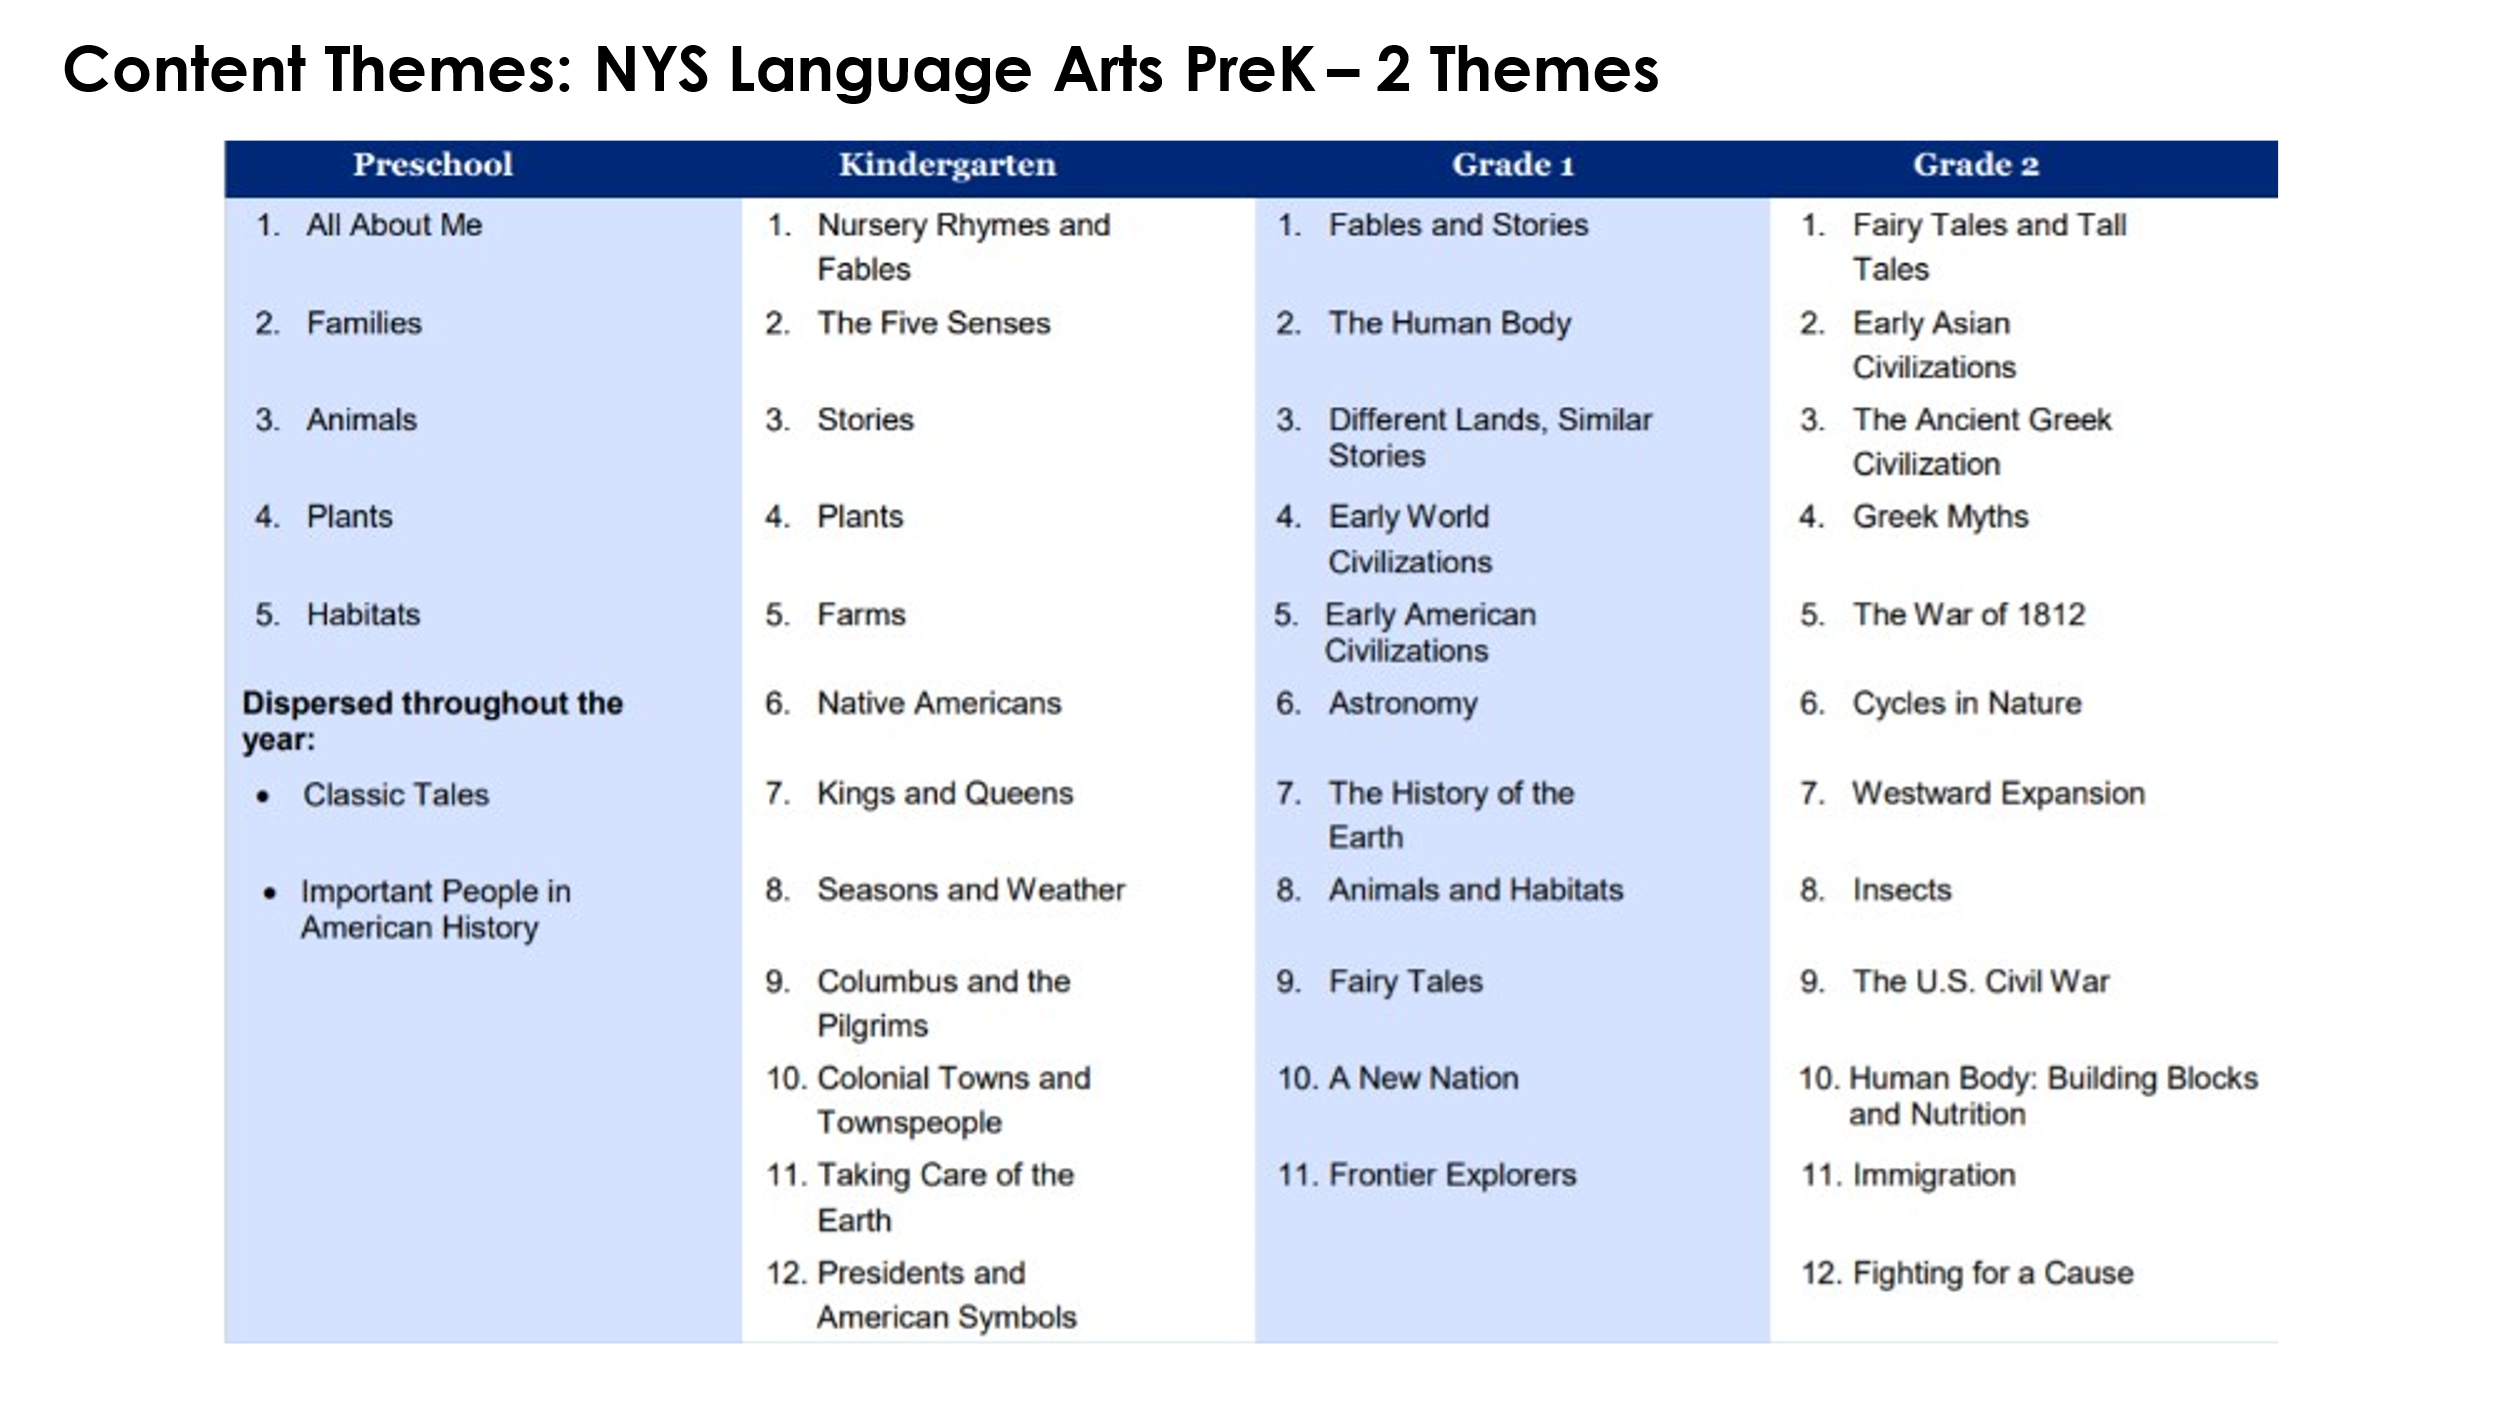 Content Themes: NYS Language Arts PreK – 2 Themes
Preschool
1. All About Me
2. Families
3. Animals
4. Plants
5. Habitats
Dispersed throughout the
year:
• Classic Tales
• Important People in
American History
Kindergarten
1. Nursery Rhymes and
Fables
2. The Five Senses
3. Stories
4. Plants
5. Farms
6. Native Americans
7. Kings and Queens
8. Seasons and Weather
9. Columbus and the
Pilgrims
10. Colonial Towns and
Townspeople
11. Taking Care of the
Earth
12. Presidents and
American Symbols
Grade 1
1. Fables and Stories
2. The Human Body
3. Different Lands, Similar
Stories
4. Early World
Civilizations
5. Early American
Civilizations
6. Astronomy
7. The History of the
Earth
8. Animals and Habitats
9. Fairy Tales
10. A New Nation
11. Frontier Explorers
Grade 2
1. Fairy Tales and Tall
Tales
2. Early Asian
Civilizations
3. The Ancient Greek
Civilization
4. Greek Myths
5. The War of 1812
6. Cycles in Nature
7. Westward Expansion
8. Insects
9. The U.S. Civil War
10. Human Body: Building Blocks
and Nutrition
11. Immigration
12. Fighting for a Cause